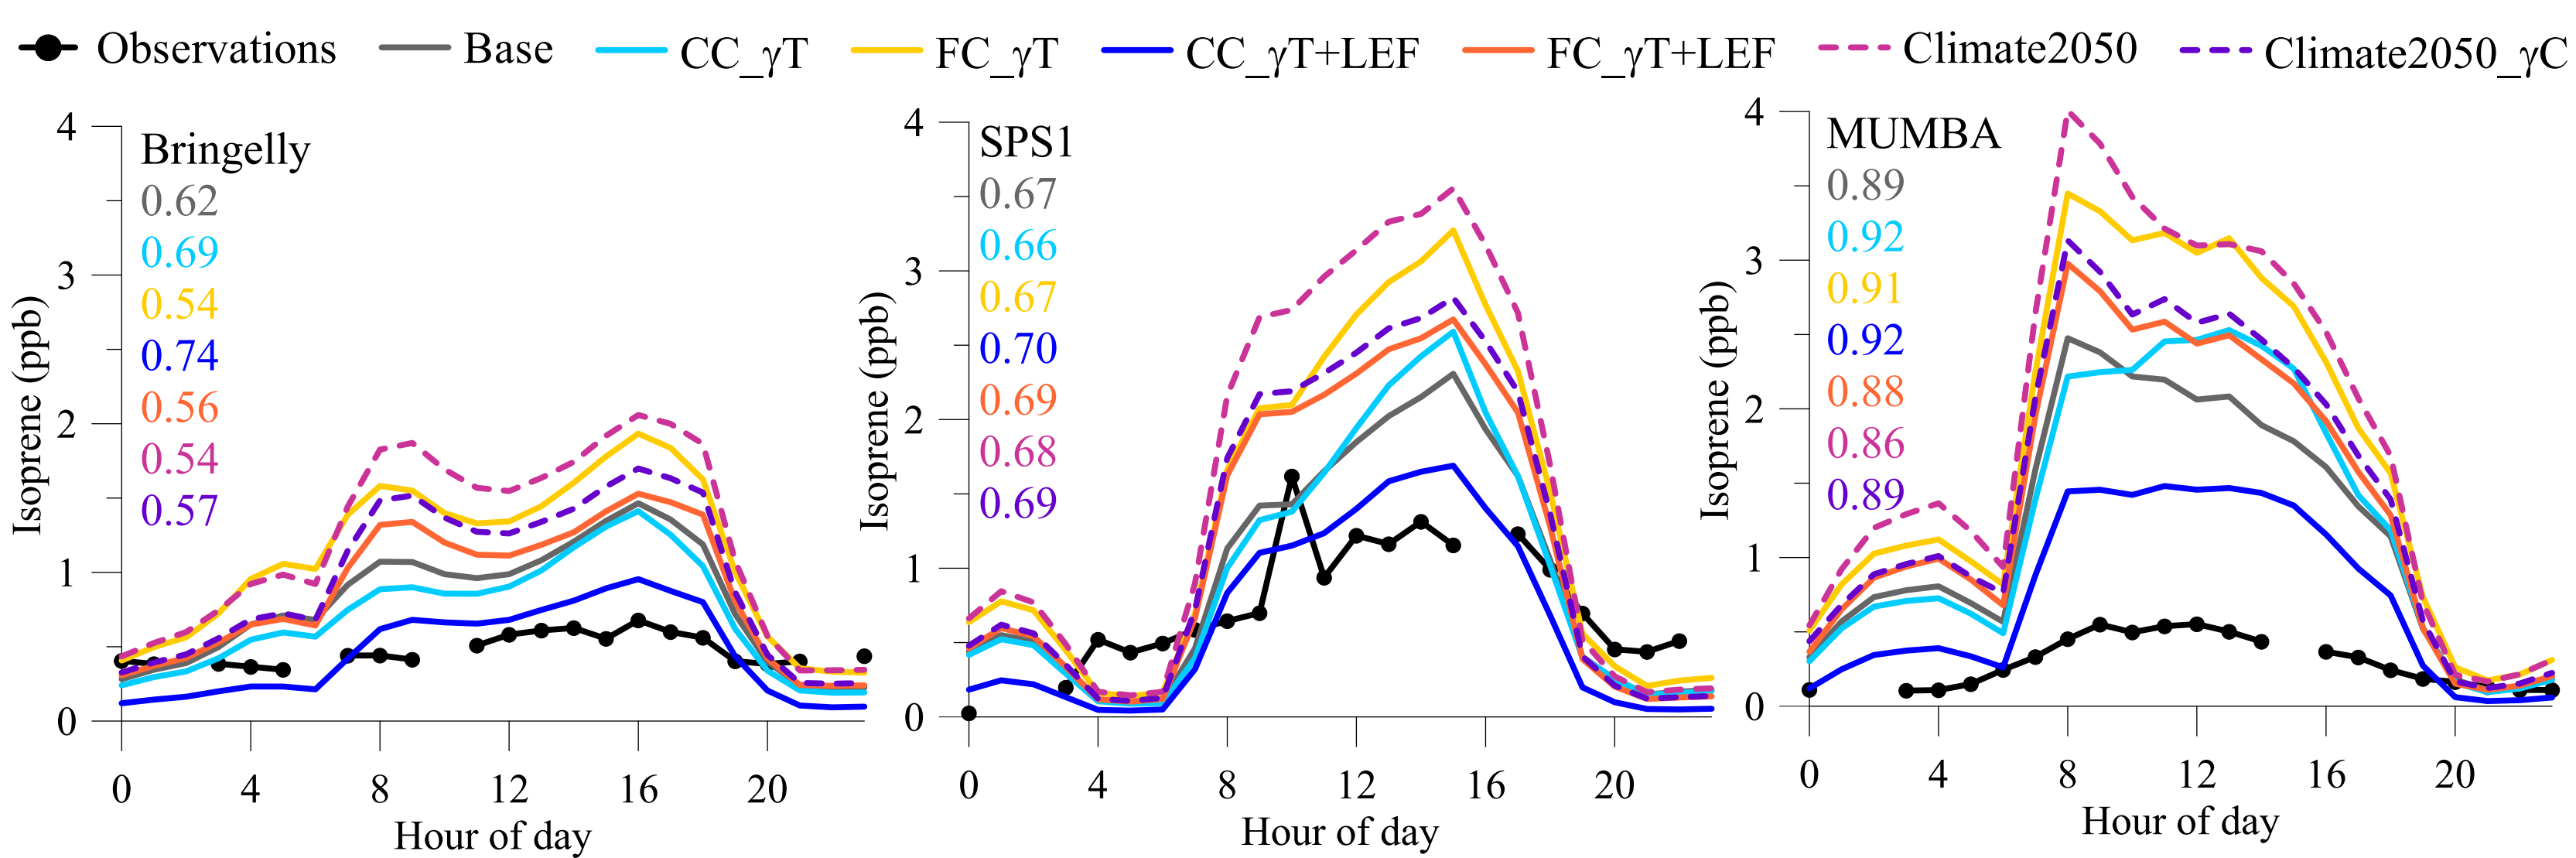 Observations Base CC_γT FC_γT CC_γT+LEF FC_γT+LEF Climate2050 Climate2050_γC
Bringelly
0.62
0.69
0.54
0.74
0.56
0.54
0.57
4
3
2
1
0
Isoprene (ppb)
0 4 8 12 16 20
Hour of day
SPS1
0.67
0.66
0.67
0.70
0.69
0.68
0.69
4
3
2
1
0
Isoprene (ppb)
0 4 8 12 16 20
Hour of day
MUMBA
0.89
0.92
0.91
0.92
0.88
0.86
0.89
4
3
2
1
0
Isoprene (ppb)
0 4 8 12 16 20
Hour of day